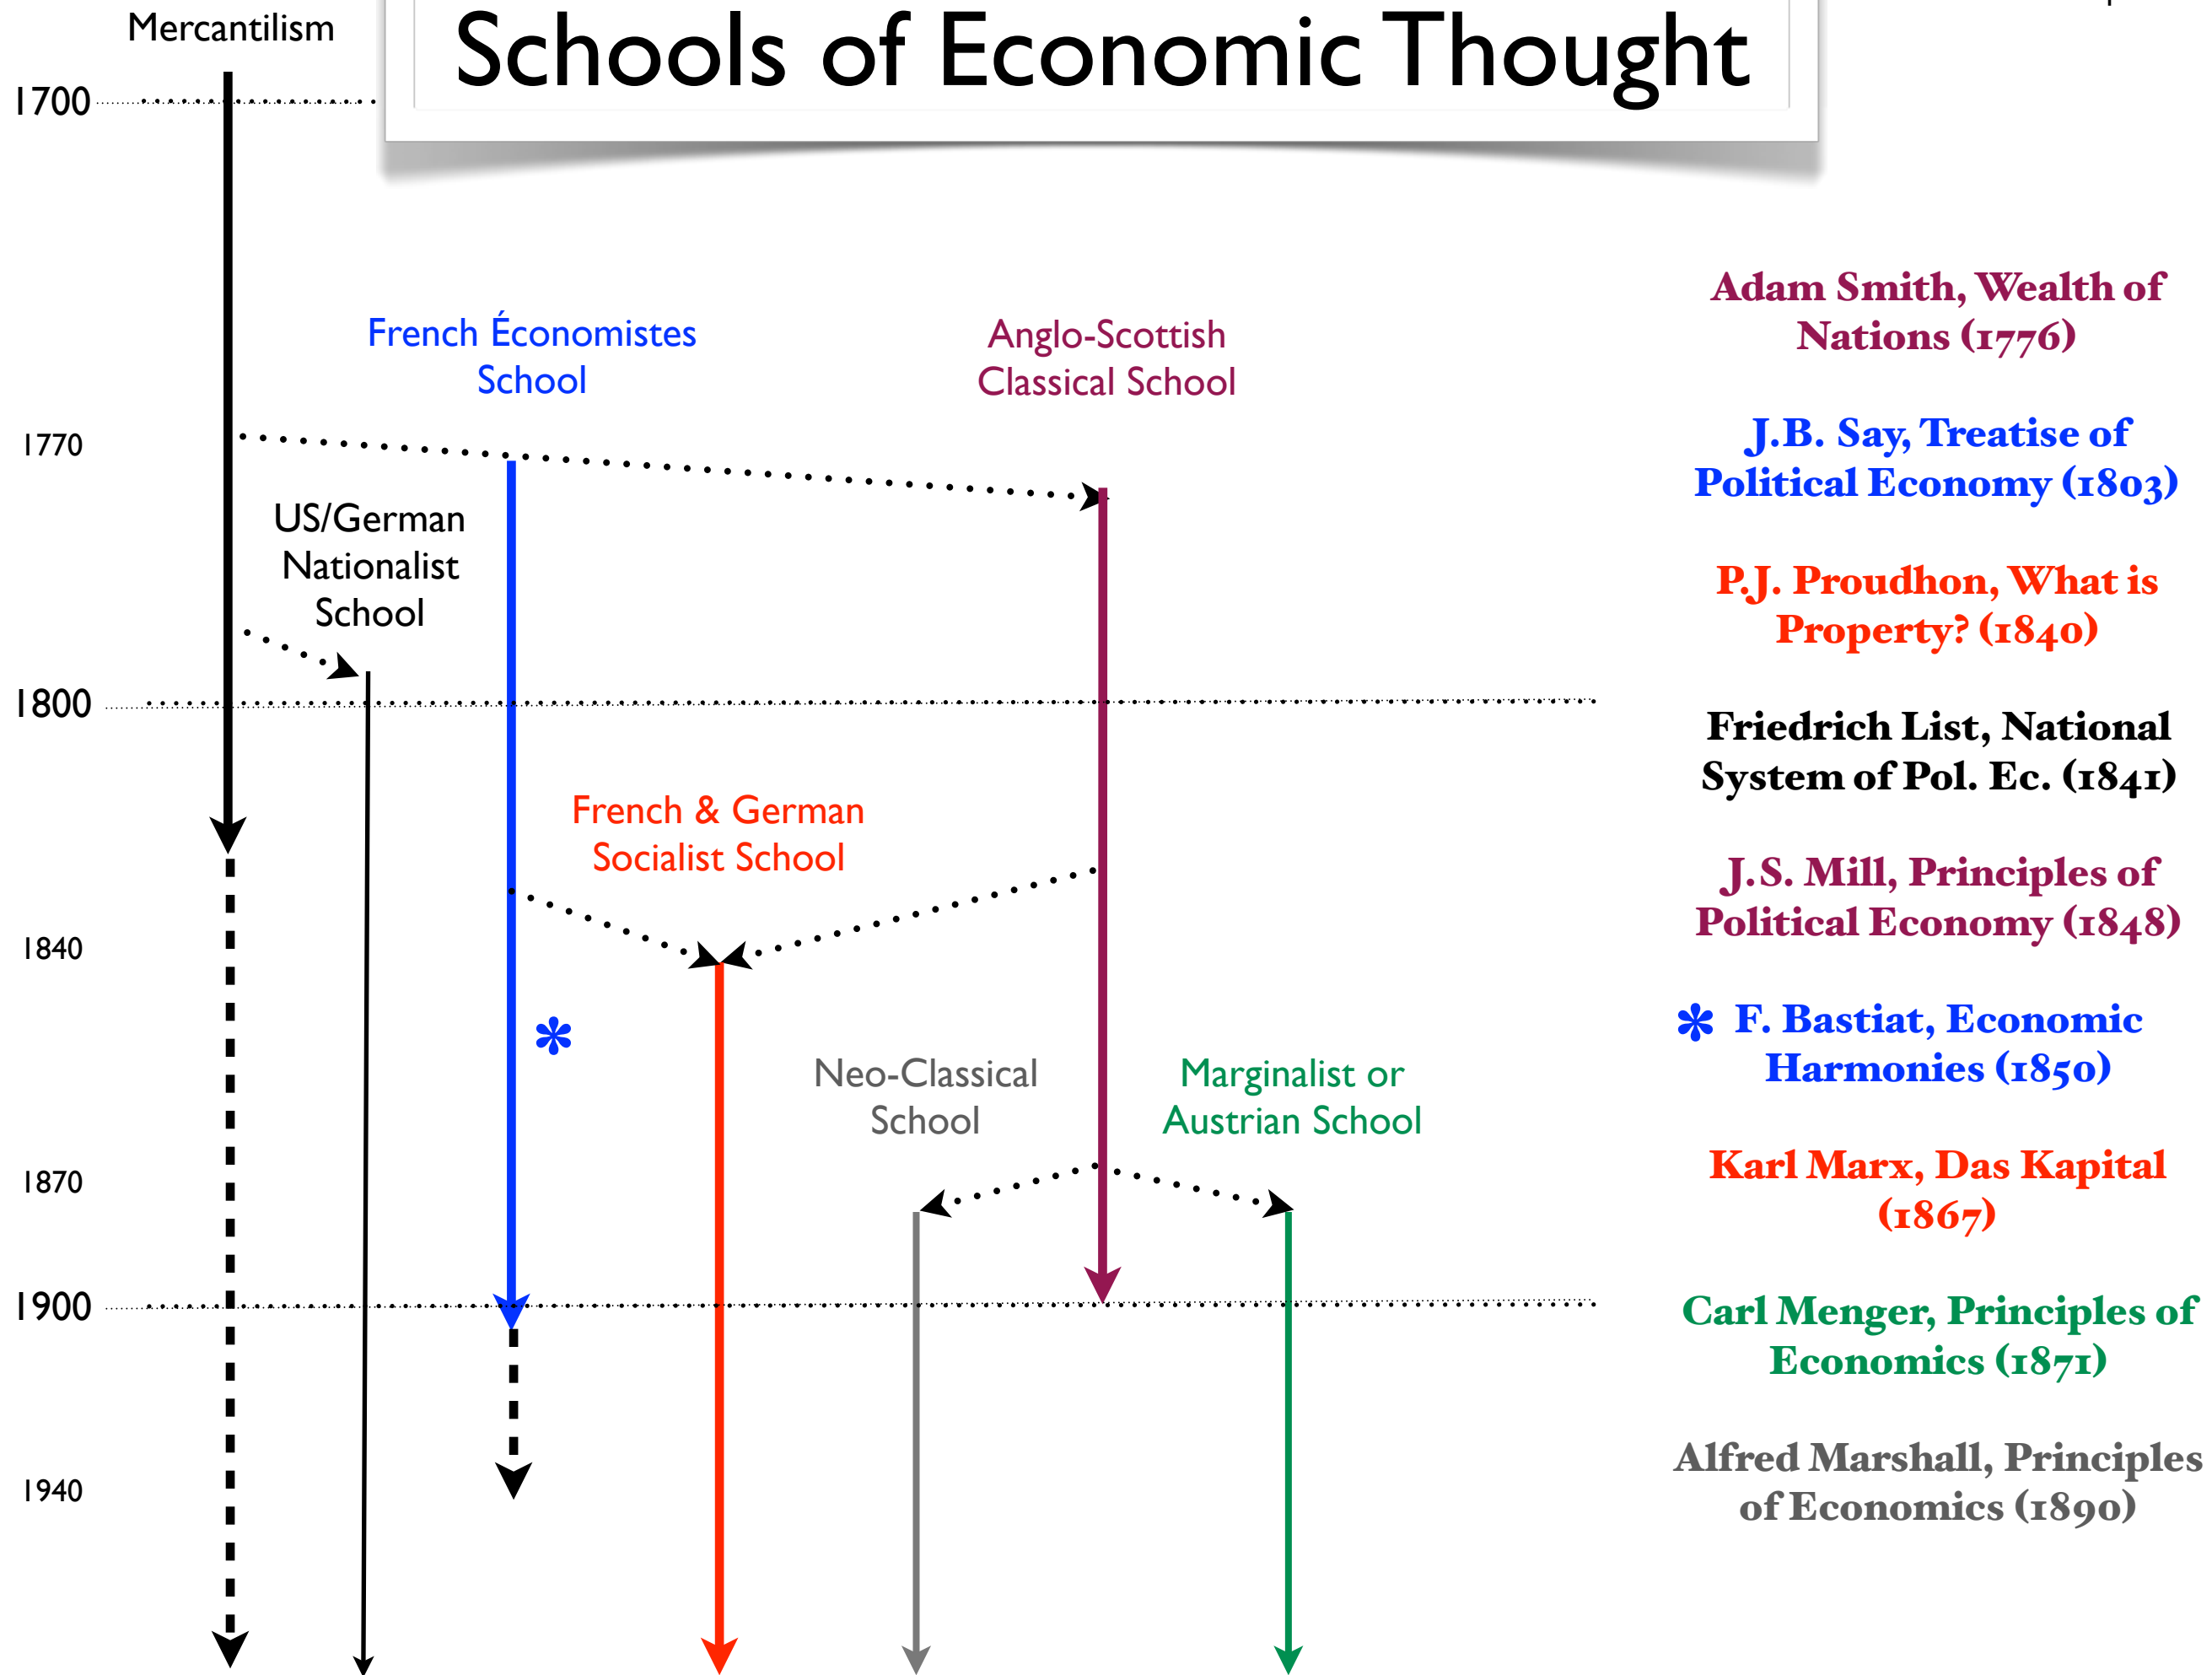 Mercantilism
Schools of Economic Thought
1700
French Économistes
School
Anglo-Scottish
Classical School
1770
US/German
Nationalist
School
1800
French & German
Socialist School
1840
Neo-Classical
School
Marginalist or
Austrian School
1870
1900
1940
Adam Smith, Wealth of
Nations (1776)
J.B. Say, Treatise of
Political Economy (1803)
P.J. Proudhon, What is
Property? (1840)
Friedrich List, National
System of Pol. Ec. (1841)
J.S. Mill, Principles of
Political Economy (1848)
* F. Bastiat, Economic
Harmonies (1850)
Karl Marx, Das Kapital
(1867)
Carl Menger, Principles of
Economics (1871)
Alfred Marshall, Principles
of Economics (1890)